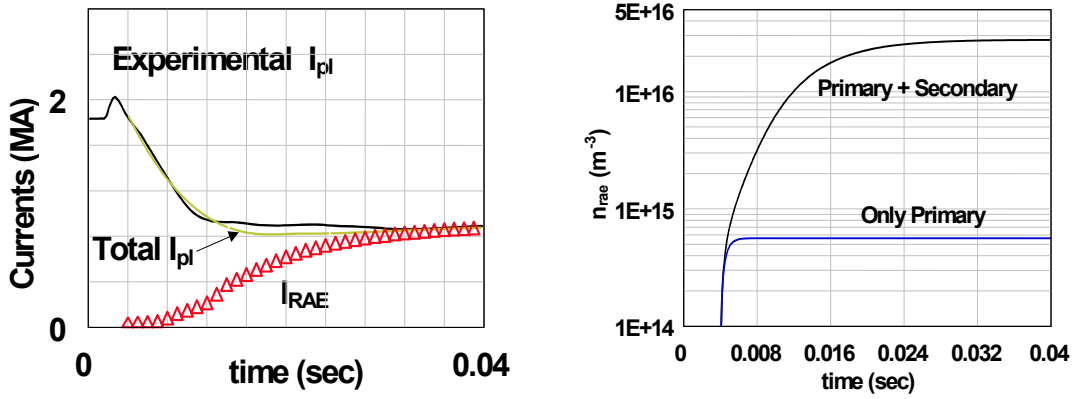 Currents (MA)
2
0
Experimental I_pl
Total I_pl
I_RAE
0
0.04
time (sec)
n_rae (m^-3)
5E+16
1E+16
1E+15
1E+14
Primary + Secondary
Only Primary
0
0.008
0.016
0.024
0.032
0.04
time (sec)